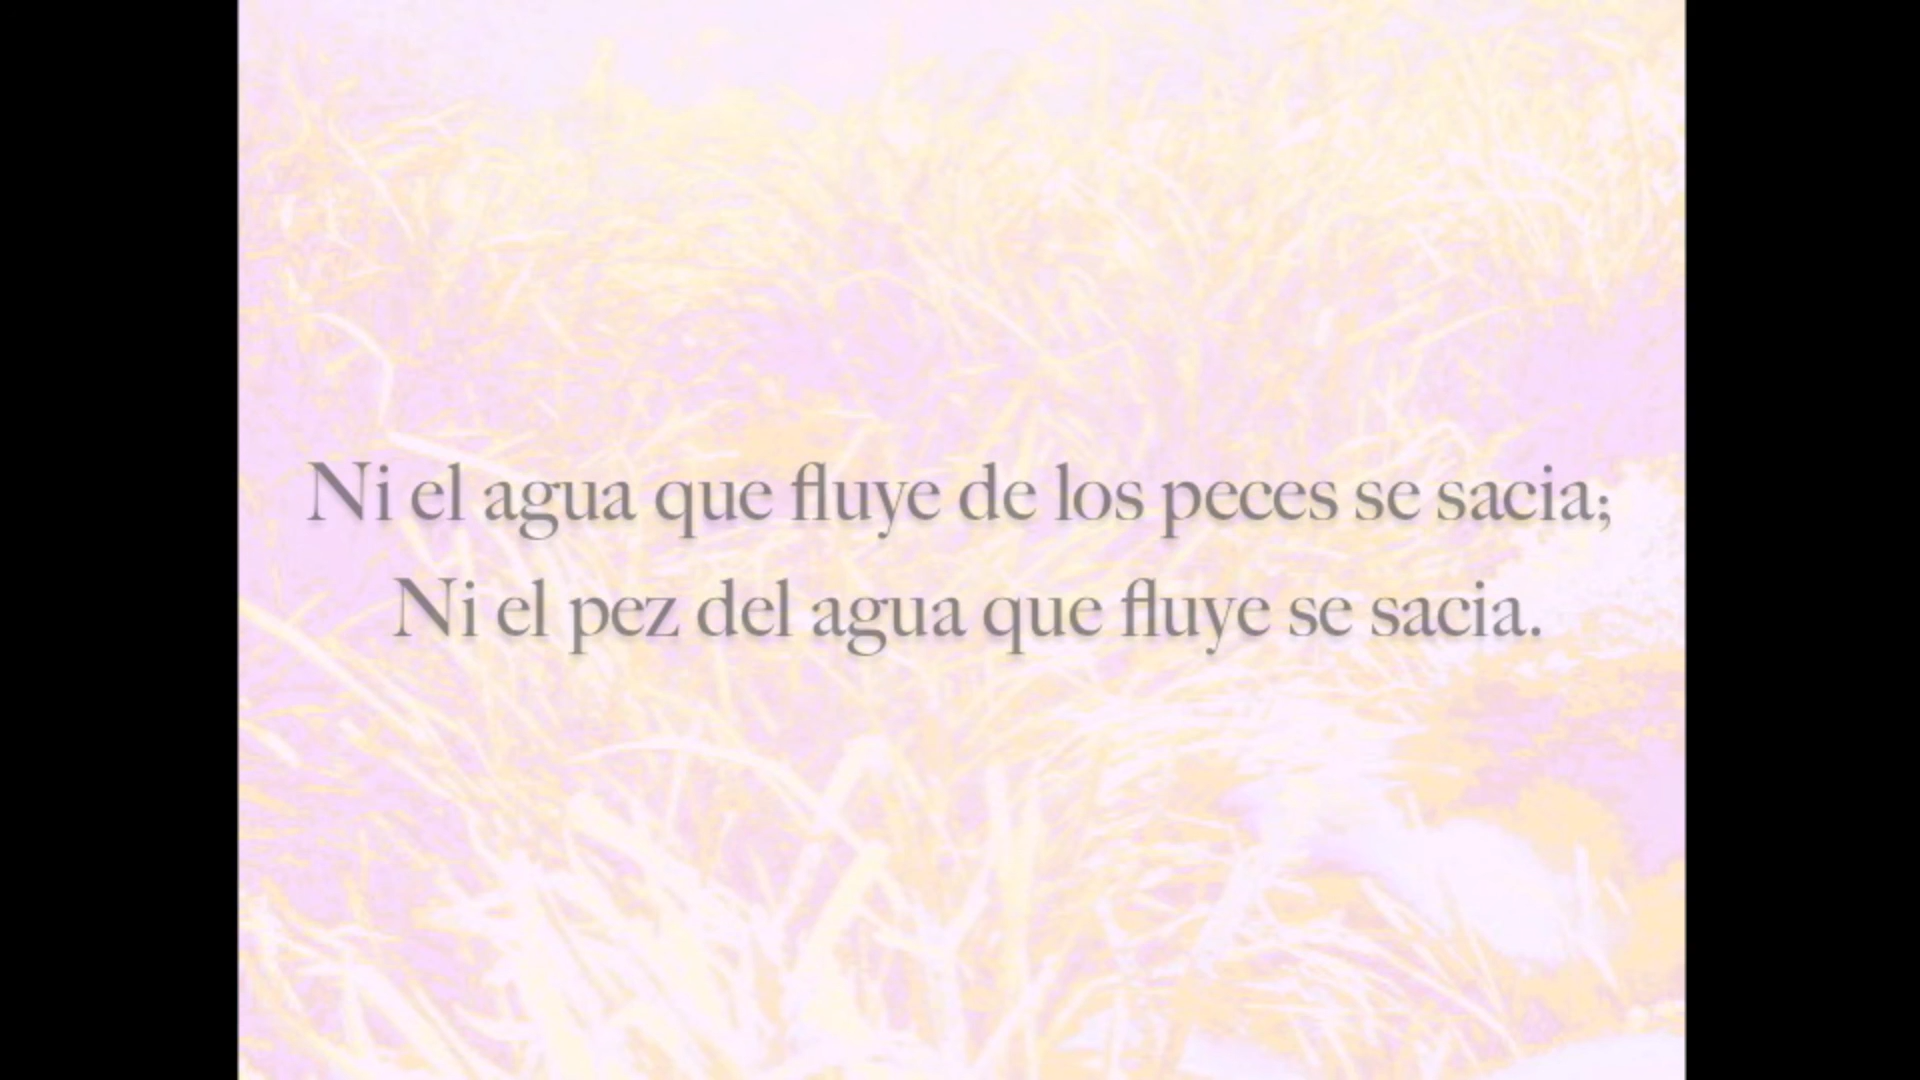 Ni el agua que fluye de los peces se sacia;
Ni el pez del agua que fluye se sacia.